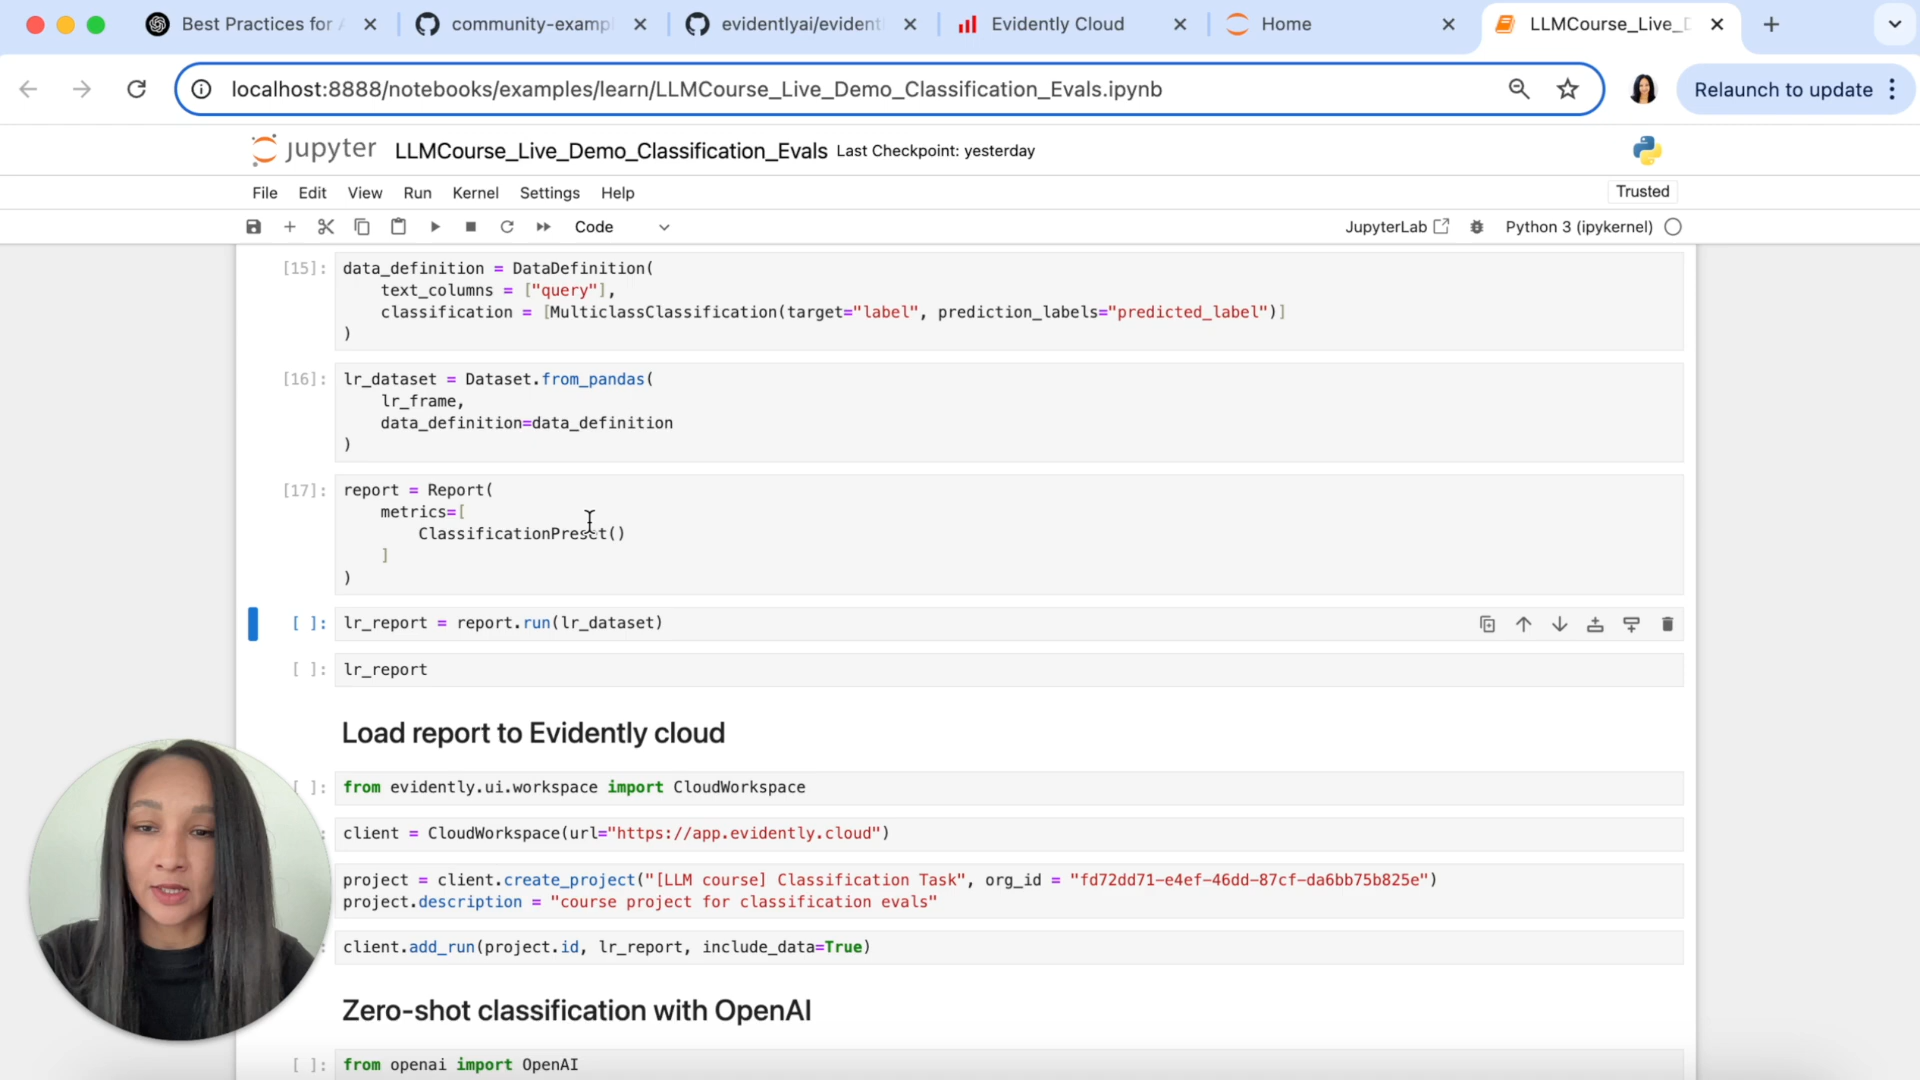 Best Practices for A
community-examp
evidentlyai/evident
Evidently Cloud
Home
LLMCourse_Live_D
localhost:8888/notebooks/examples/learn/LLMCourse_Live_Demo_Classification_Evals.ipynb
Relaunch to update
jupyter LLMCourse_Live_Demo_Classification_Evals Last Checkpoint: yesterday
File Edit View Run Kernel Settings Help
Trusted
Code
JupyterLab
Python 3 (ipykernel)
[15]: data_definition = DataDefinition(
text_columns = ["query"],
classification = [MulticlassClassification(target="label", prediction_labels="predicted_label")]
)
[16]: lr_dataset = Dataset.from_pandas(
lr_frame,
data_definition=data_definition
)
[17]: report = Report(
metrics=[
ClassificationPreset()
]
)
[ ]: lr_report = report.run(lr_dataset)
[ ]: lr_report
Load report to Evidently cloud
[ ]: from evidently.ui.workspace import CloudWorkspace
: client = CloudWorkspace(url="https://app.evidently.cloud")
project = client.create_project("[LLM course] Classification Task", org_id = "fd72dd71-e4ef-46dd-87cf-da6bb75b825e")
project.description = "course project for classification evals"
: client.add_run(project.id, lr_report, include_data=True)
Zero-shot classification with OpenAI
[ ]: from openai import OpenAI